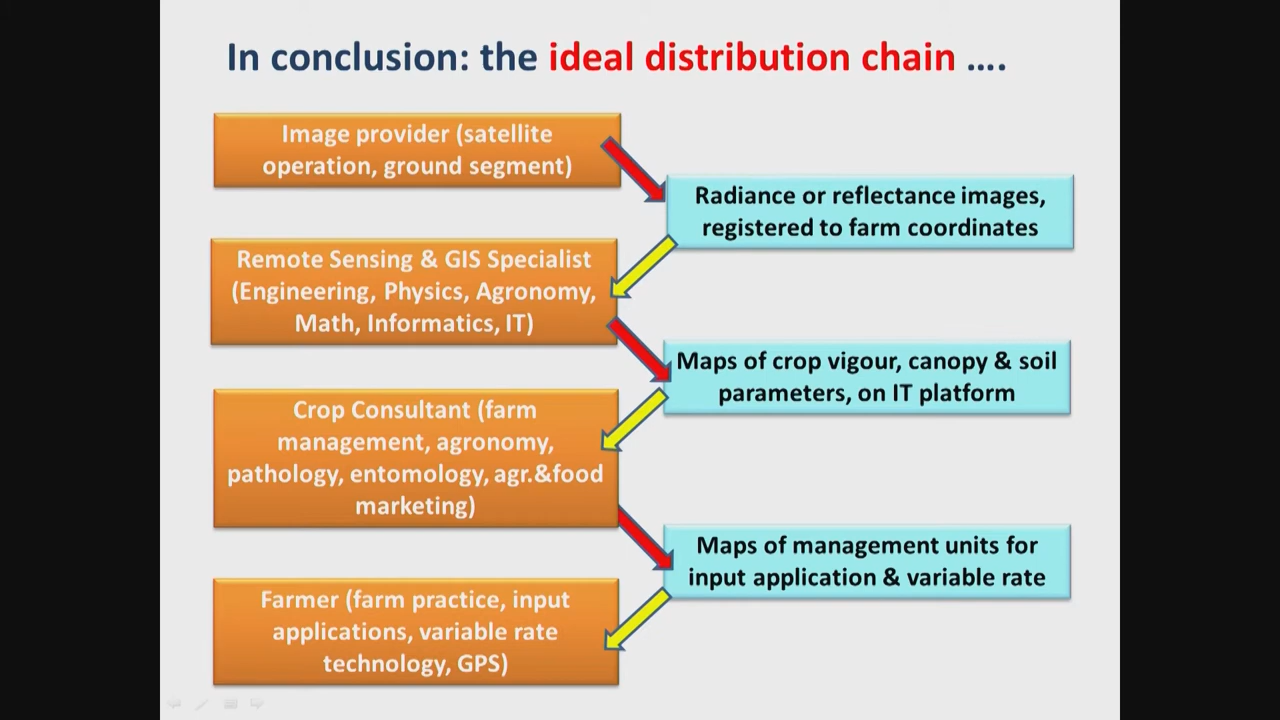 In conclusion: the ideal distribution chain ....
Image provider (satellite
operation, ground segment)
Radiance or reflectance images,
registered to farm coordinates
Remote Sensing & GIS Specialist
(Engineering, Physics, Agronomy,
Math, Informatics, IT)
Maps of crop vigour, canopy & soil
parameters, on IT platform
Crop Consultant (farm
management, agronomy,
pathology, entomology, agr.&food
marketing)
Maps of management units for
input application & variable rate
Farmer (farm practice, input
applications, variable rate
technology, GPS)